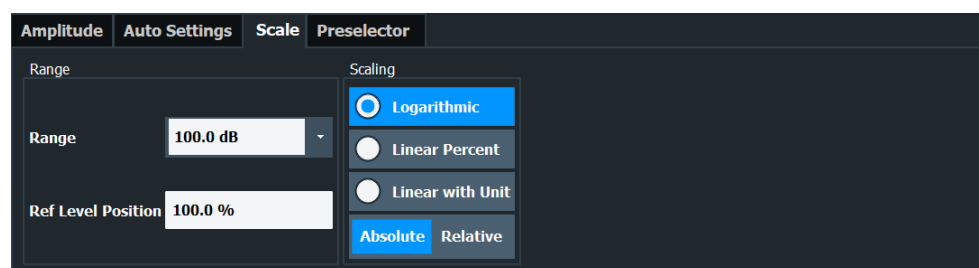 Amplitude Auto Settings Scale Preselector
Range
Scaling
Logarithmic
Range 100.0 dB
Linear Percent
Linear with Unit
Ref Level Position 100.0 %
Absolute Relative